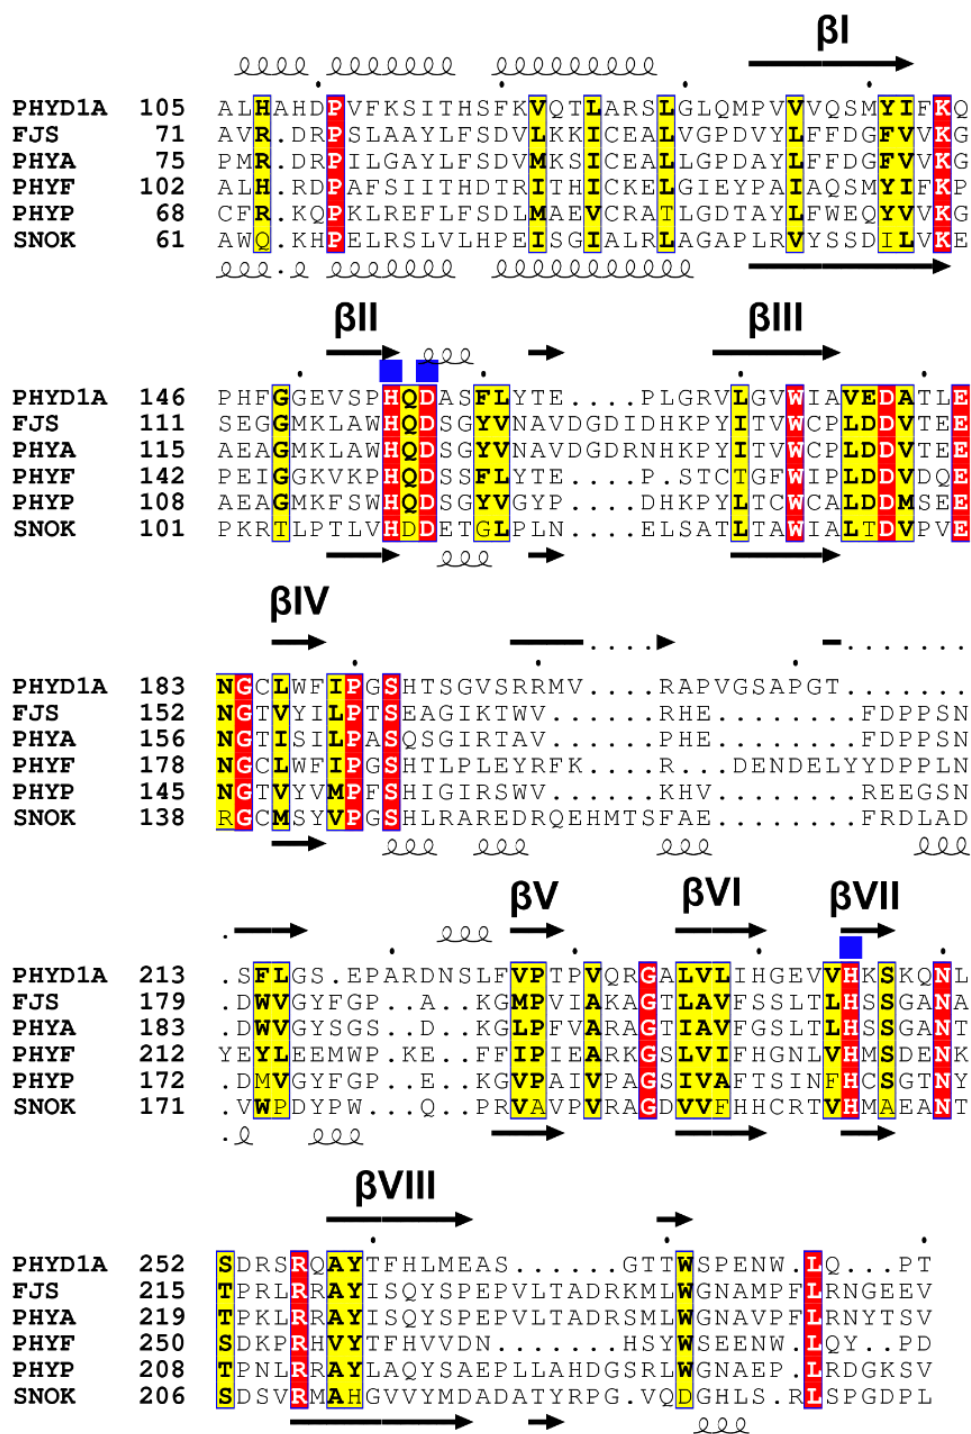 βI
PHYD1A 105 ALHAHDPVFKSITHSFKVQTLARSLGLQMPVVVQSMYIFKQ
FJS 71 AVR.DRPSLAAYLFSDVLKKICEALVGPDVYLFFDGFVVKG
PHYA 75 PMR.DRPILGAYLFSDVMKSICEALLGPDAYLFFDGFVVKG
PHYF 102 ALH.RDPAFSIITHDTRITHICKELGIEYPAIAQSMYIFKP
PHYP 68 CFR.KQPKLREFLFSDLMAEVCRATLGDTAYLFWEQYVVKG
SNOK 61 AWQ.KHPELRSLVLHPEISGIALRLAGAPLRVYSSDILVKE
βII βIII
PHYD1A 146 PHFGGEVSPHQDASFLYTE....PLGRVLGVWIAVEDATLE
FJS 111 SEGGMKLAWHQDSGYVNAVDGDIDHKPYITVWCPLDDVTEE
PHYA 115 AEAGMKLAWHQDSGYVNAVDGDRNHKPYITVWCPLDDVTEE
PHYF 142 PEIGGKVKPHQDSSFLYTE....P.STCTGFWIPLDDVDQE
PHYP 108 AEAGMKFSWHQDSGYVGYP....DHKPYLTCWCALDDMSEE
SNOK 101 PKRTLPTLVHDDETGLPLN....ELSATLTAWIALTDVPVE
βIV
PHYD1A 183 NGCLWFIPGSHTSGVSRRMV....RAPVGSAPGT.......
FJS 152 NGTVYILPTSEAGIKTWV......RHE........FDPPSN
PHYA 156 NGTISILPASQSGIRTAV......PHE........FDPPSN
PHYF 178 NGCLWFIPGSHTLPLEYRFK....R...DENDELYYDPPLN
PHYP 145 NGTVYVMPFSHIGIRSWV......KHV........REEGSN
SNOK 138 RGCMSYVPGSHLRAREDRQEHMTSFAE........FRDLAD
βV βVI βVII
PHYD1A 213 .SFLGS.EPARDNSLFVPTPVQRGALVLIHGEVVHKSKQNL
FJS 179 .DWVGYFGP..A..KGMPVIAKAGTLAVFSSLTLHSSGANA
PHYA 183 .DWVGYSGS..D..KGLPFVARAGTIAVFGSLTLHSSGANT
PHYF 212 YEYLEEMWP.KE..FFIPIEARKGSLVIFHGNLVHMSDENK
PHYP 172 .DMVGYFGP..E..KGVPAIVPAGSIVAFTSINFHCSGTNY
SNOK 171 .VWPDYPW...Q..PRVAVPVRAGDVVFHHCRTVHMAEANT
βVIII
PHYD1A 252 SDRSRQAYTFHLMEAS......GTTWSPENW.LQ...PT
FJS 215 TPRLRRAYISQYSPEPVLTADRKMLWGNAMPFLRNGEEV
PHYA 219 TPKLRRAYISQYSPEPVLTADRSMLWGNAVPFLRNYTSV
PHYF 250 SDKPRHVYTFHVVDN.......HSYWSEENW.LQY..PD
PHYP 208 TPNLRRAYLAQYSAEPLLAHDGSRLWGNAEP.LRDGKSV
SNOK 206 SDSVRMAHGVVYMDADATYRPG.VQDGHLS.RLSPGDPL